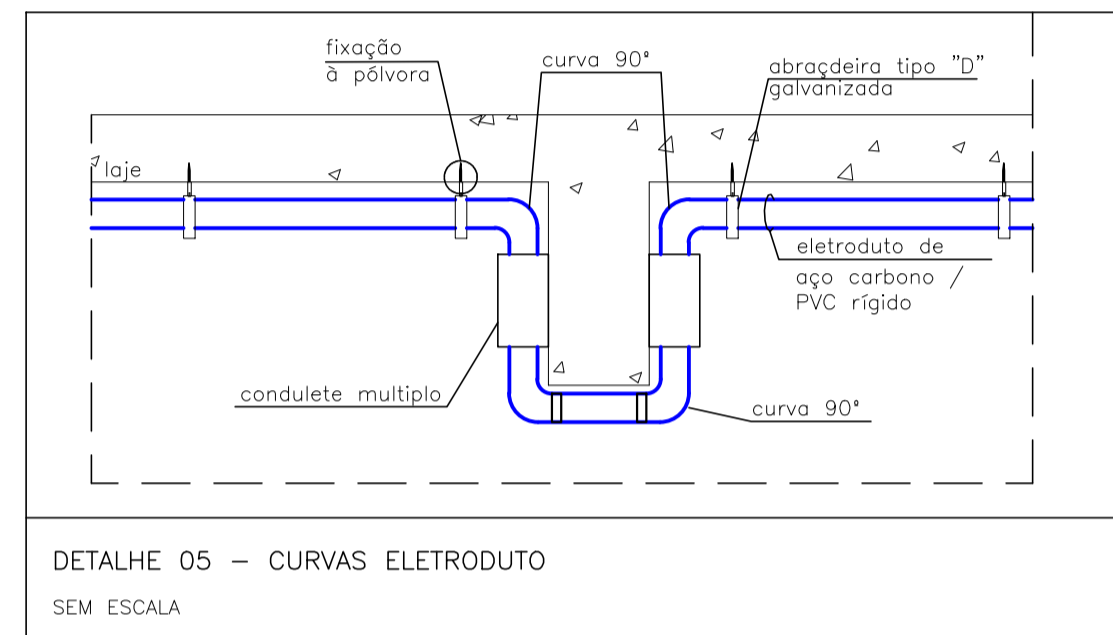 fixação
à pólvora
curva 90°
abraçdeira tipo "D"
galvanizada
laje
eletroduto de
aço carbono /
PVC rígido
condulete multiplo
curva 90°
DETALHE 05 – CURVAS ELETRODUTO
SEM ESCALA